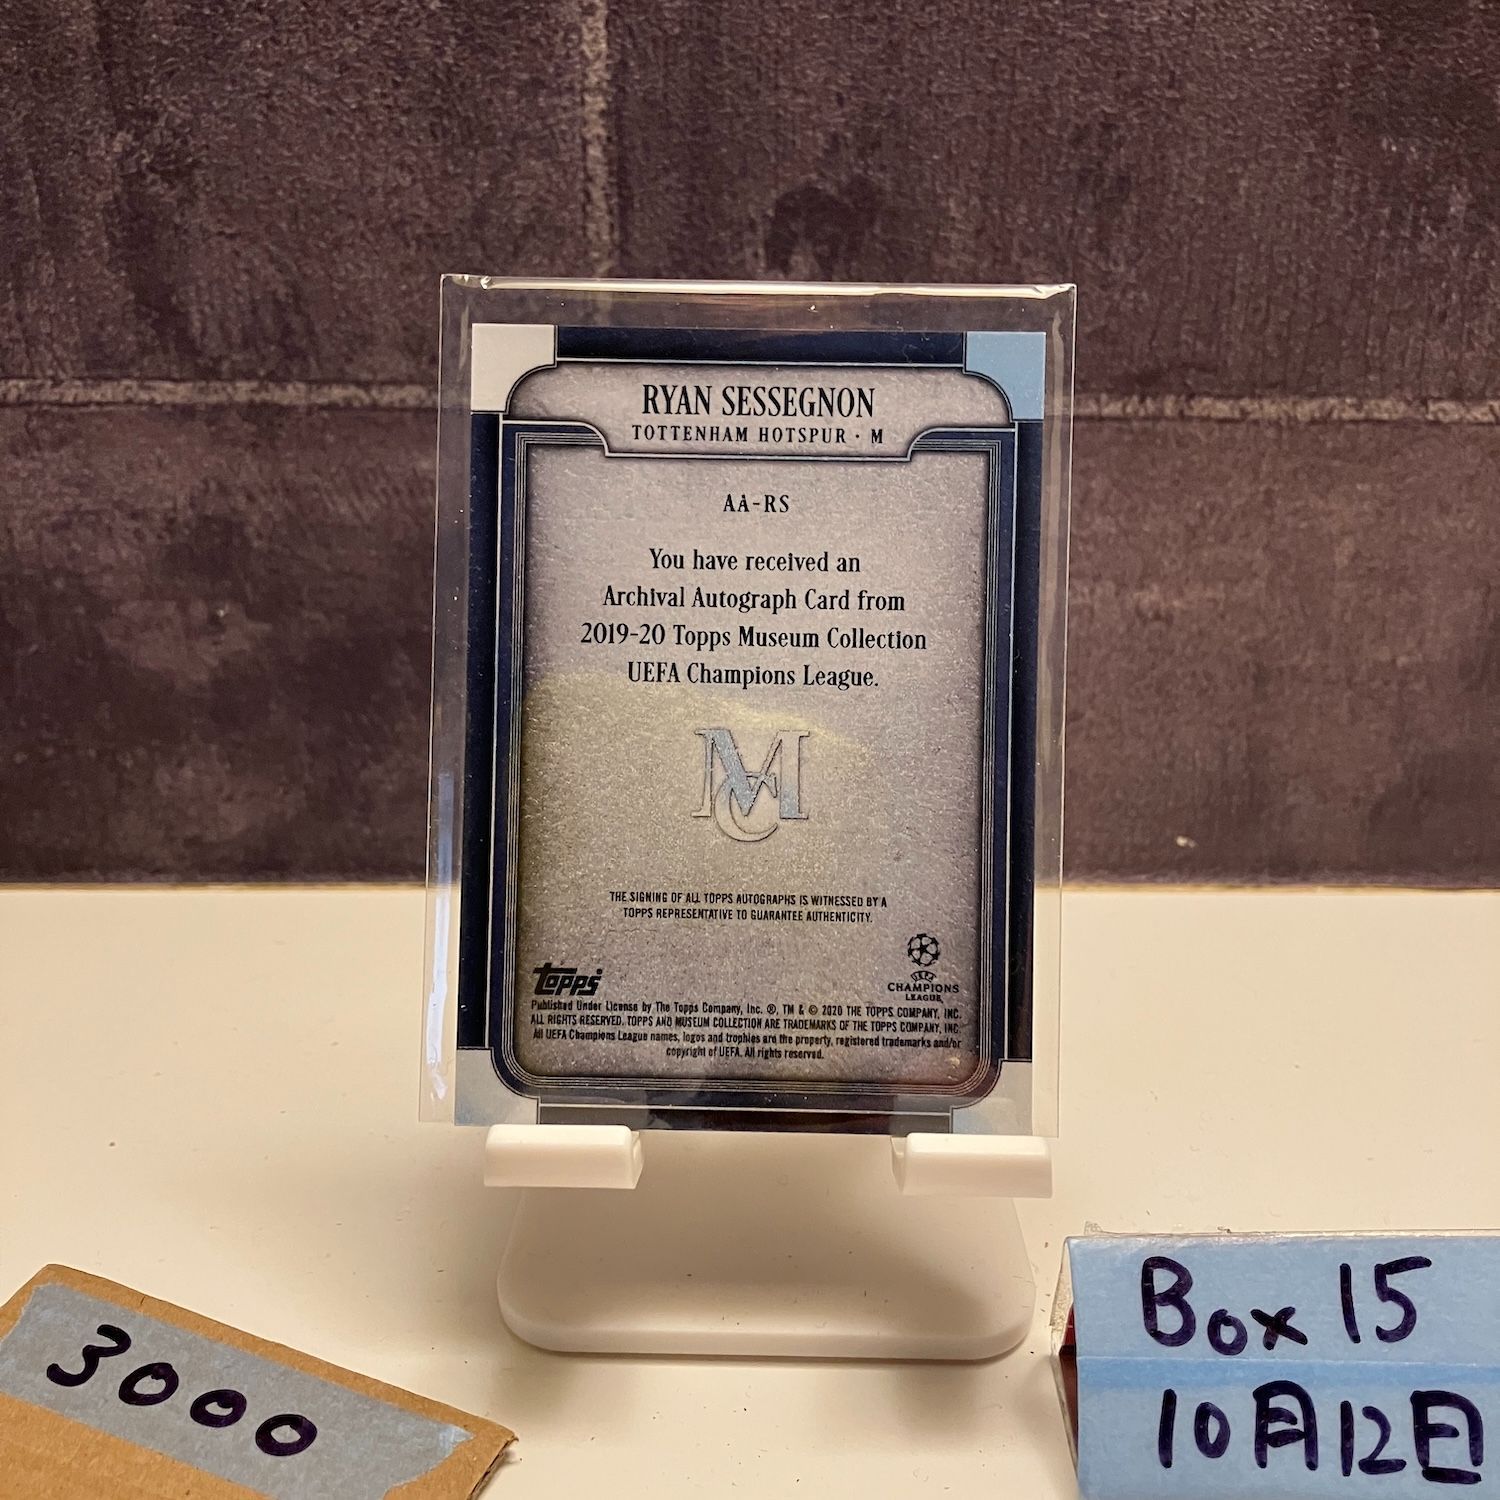 RYAN SESSEGNON
TOTTENHAM HOTSPUR · M
AA-RS
You have received an
Archival Autograph Card from
2019-20 Topps Museum Collection
UEFA Champions League.
MC
THE SIGNING OF ALL TOPPS AUTOGRAPHS IS WITNESSED BY A
TOPPS REPRESENTATIVE TO GUARANTEE AUTHENTICITY.
Topps
UEFA
CHAMPIONS
LEAGUE
Published Under License by The Topps Company, Inc. ®, TM & © 2020 THE TOPPS COMPANY, INC.
ALL RIGHTS RESERVED. TOPPS AND MUSEUM COLLECTION ARE TRADEMARKS OF THE TOPPS COMPANY, INC.
All UEFA Champions League names, logos and trophies are the property, registered trademarks and/or
copyright of UEFA. All rights reserved.
3000
Box 15
10月12日